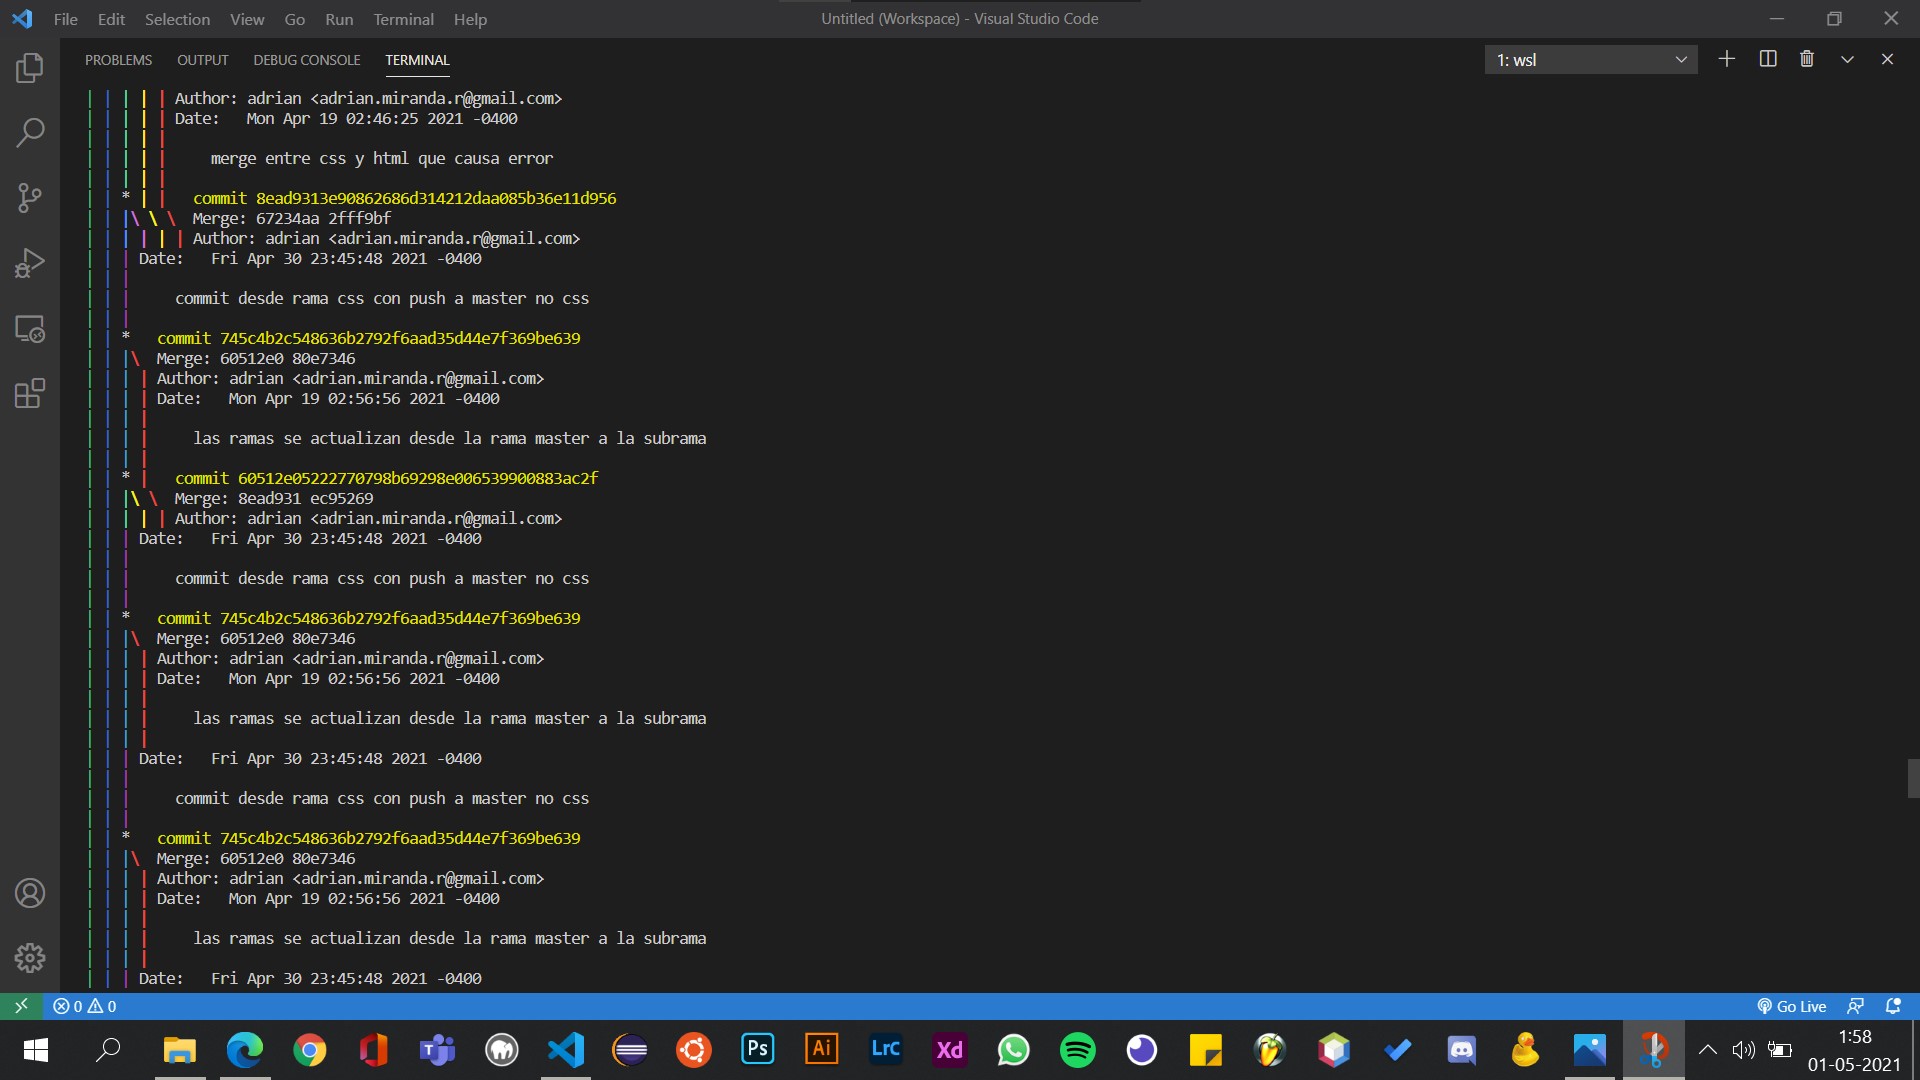 File Edit Selection View Go Run Terminal Help
Untitled (Workspace) - Visual Studio Code
PROBLEMS OUTPUT DEBUG CONSOLE TERMINAL
1: wsl
| | | | | Author: adrian <adrian.miranda.r@gmail.com>
| | | | | Date:   Mon Apr 19 02:46:25 2021 -0400
| | | | |
| | | | |     merge entre css y html que causa error
| | | | |
| | * | |   commit 8ead9313e90862686d314212daa085b36e11d956
| | |\ \ \  Merge: 67234aa 2fff9bf
| | | | | | Author: adrian <adrian.miranda.r@gmail.com>
| | | Date:   Fri Apr 30 23:45:48 2021 -0400
| | |
| | |     commit desde rama css con push a master no css
| | |
| | *   commit 745c4b2c548636b2792f6aad35d44e7f369be639
| | |\  Merge: 60512e0 80e7346
| | | | Author: adrian <adrian.miranda.r@gmail.com>
| | | | Date:   Mon Apr 19 02:56:56 2021 -0400
| | | |
| | | |     las ramas se actualizan desde la rama master a la subrama
| | | |
| | * |   commit 60512e05222770798b69298e006539900883ac2f
| | |\ \  Merge: 8ead931 ec95269
| | | | | Author: adrian <adrian.miranda.r@gmail.com>
| | | Date:   Fri Apr 30 23:45:48 2021 -0400
| | |
| | |     commit desde rama css con push a master no css
| | |
| | *   commit 745c4b2c548636b2792f6aad35d44e7f369be639
| | |\  Merge: 60512e0 80e7346
| | | | Author: adrian <adrian.miranda.r@gmail.com>
| | | | Date:   Mon Apr 19 02:56:56 2021 -0400
| | | |
| | | |     las ramas se actualizan desde la rama master a la subrama
| | | |
| | | Date:   Fri Apr 30 23:45:48 2021 -0400
| | |
| | |     commit desde rama css con push a master no css
| | |
| | *   commit 745c4b2c548636b2792f6aad35d44e7f369be639
| | |\  Merge: 60512e0 80e7346
| | | | Author: adrian <adrian.miranda.r@gmail.com>
| | | | Date:   Mon Apr 19 02:56:56 2021 -0400
| | | |
| | | |     las ramas se actualizan desde la rama master a la subrama
| | | |
| | | Date:   Fri Apr 30 23:45:48 2021 -0400
0 0 Go Live
T Ps Ai LrC Xd
1:58
01-05-2021